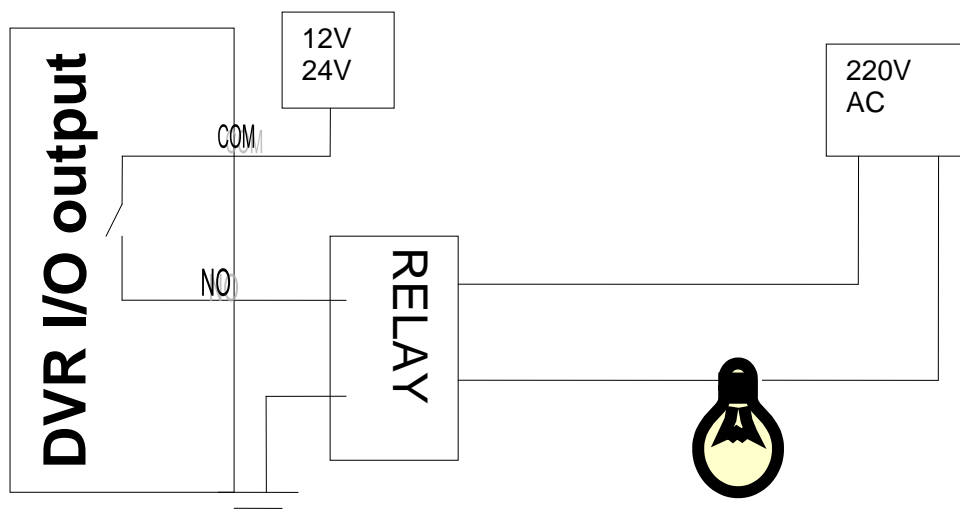 DVR I/O output
12V
24V
220V
AC
COM
NO
RELAY